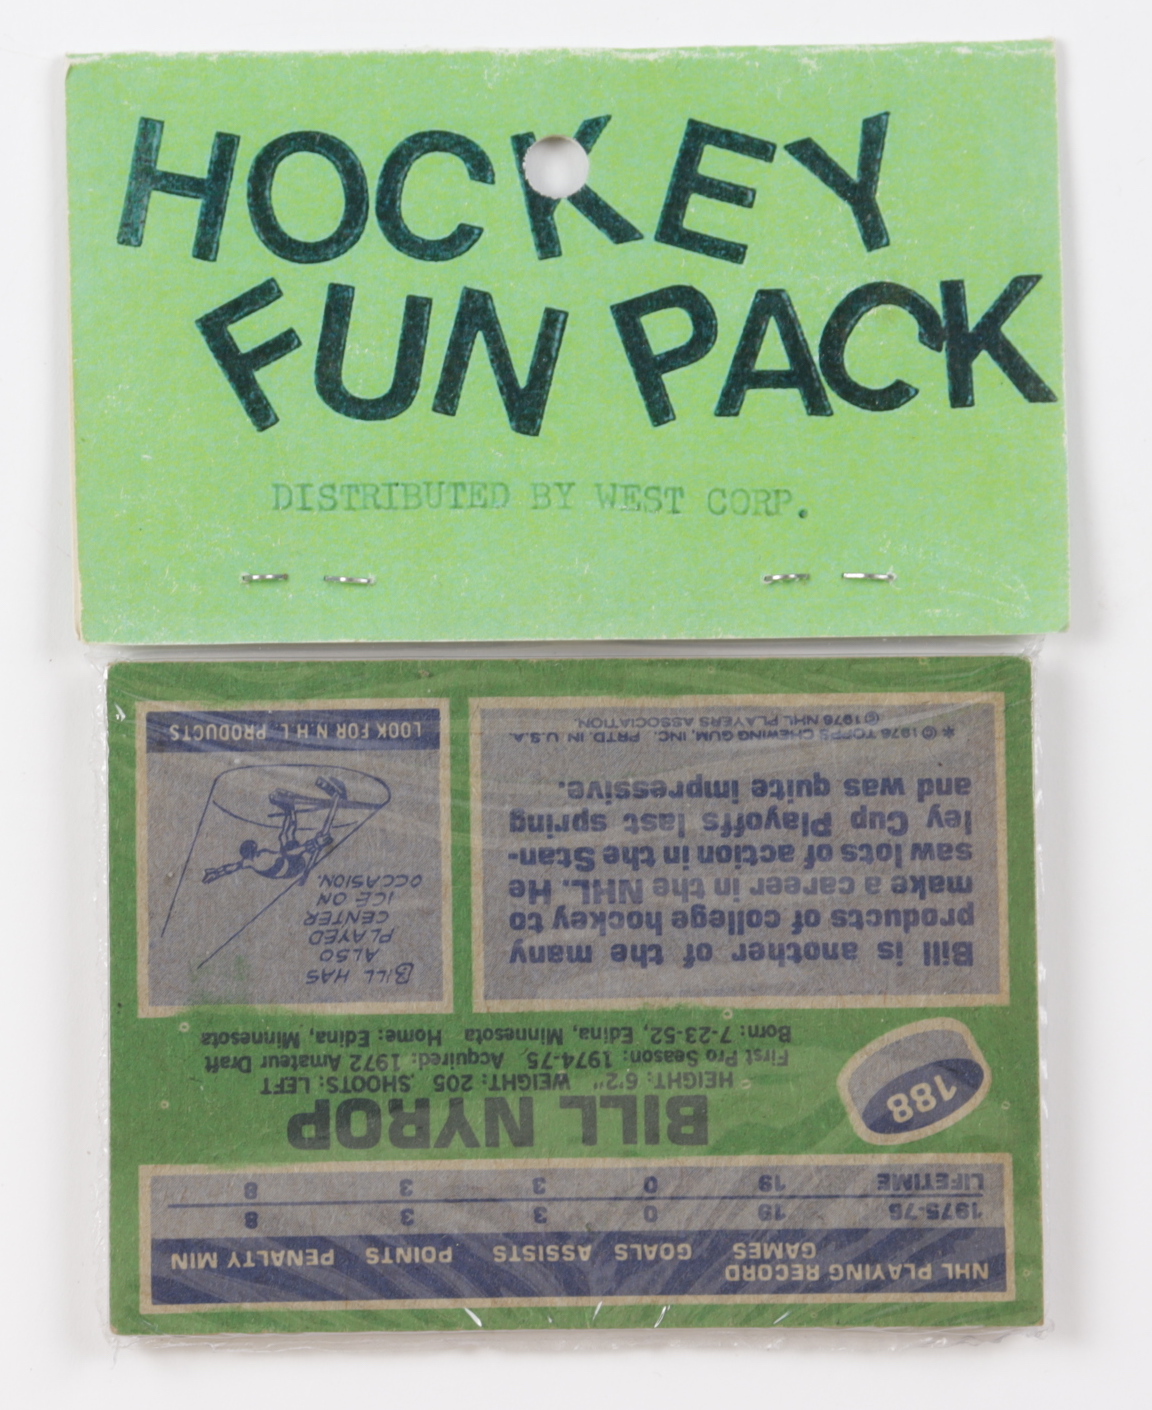 HOCKEY
FUN PACK
DISTRIBUTED BY WEST CORP.
NHL PLAYING RECORD GAMES GOALS ASSISTS POINTS PENALTY MIN
1975-76 19 0 3 3 8
LIFETIME 19 0 3 3 8
188
BILL NYROP
HEIGHT: 6'2" WEIGHT: 205 SHOOTS: LEFT
First Pro Season: 1974-75 Acquired: 1972 Amateur Draft
Born: 7-23-52, Edina, Minnesota Home: Edina, Minnesota
Bill is another of the many
products of college hockey to
make a career in the NHL. He
saw lots of action in the Stan-
ley Cup Playoffs last spring
and was quite impressive.
* © 1976 TOPPS CHEWING GUM, INC. PRTD. IN U.S.A.
© 1976 NHL PLAYERS ASSOCIATION.
BILL HAS
ALSO
PLAYED
CENTER
ICE ON
OCCASION.
LOOK FOR N.H.L. PRODUCTS